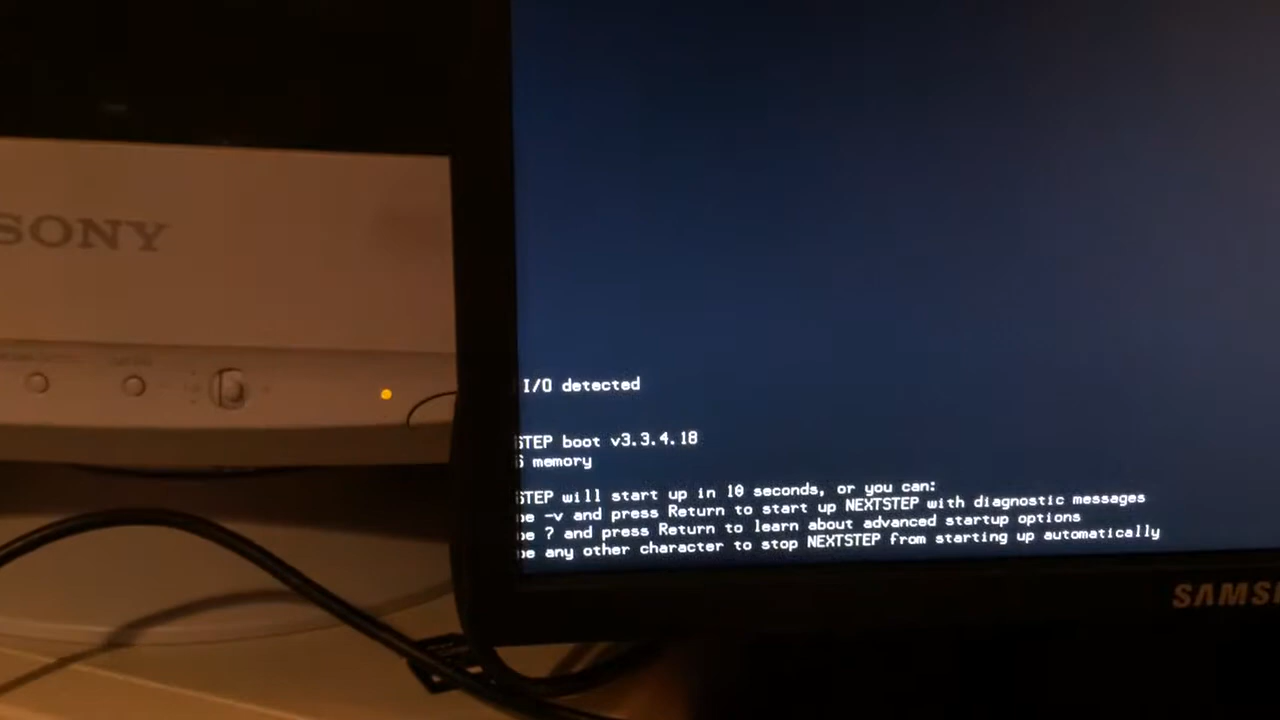 SONY
I/O detected
STEP boot v3.3.4.18
memory
STEP will start up in 10 seconds, or you can:
pe -v and press Return to start up NEXTSTEP with diagnostic messages
pe ? and press Return to learn about advanced startup options
pe any other character to stop NEXTSTEP from starting up automatically
SAMS